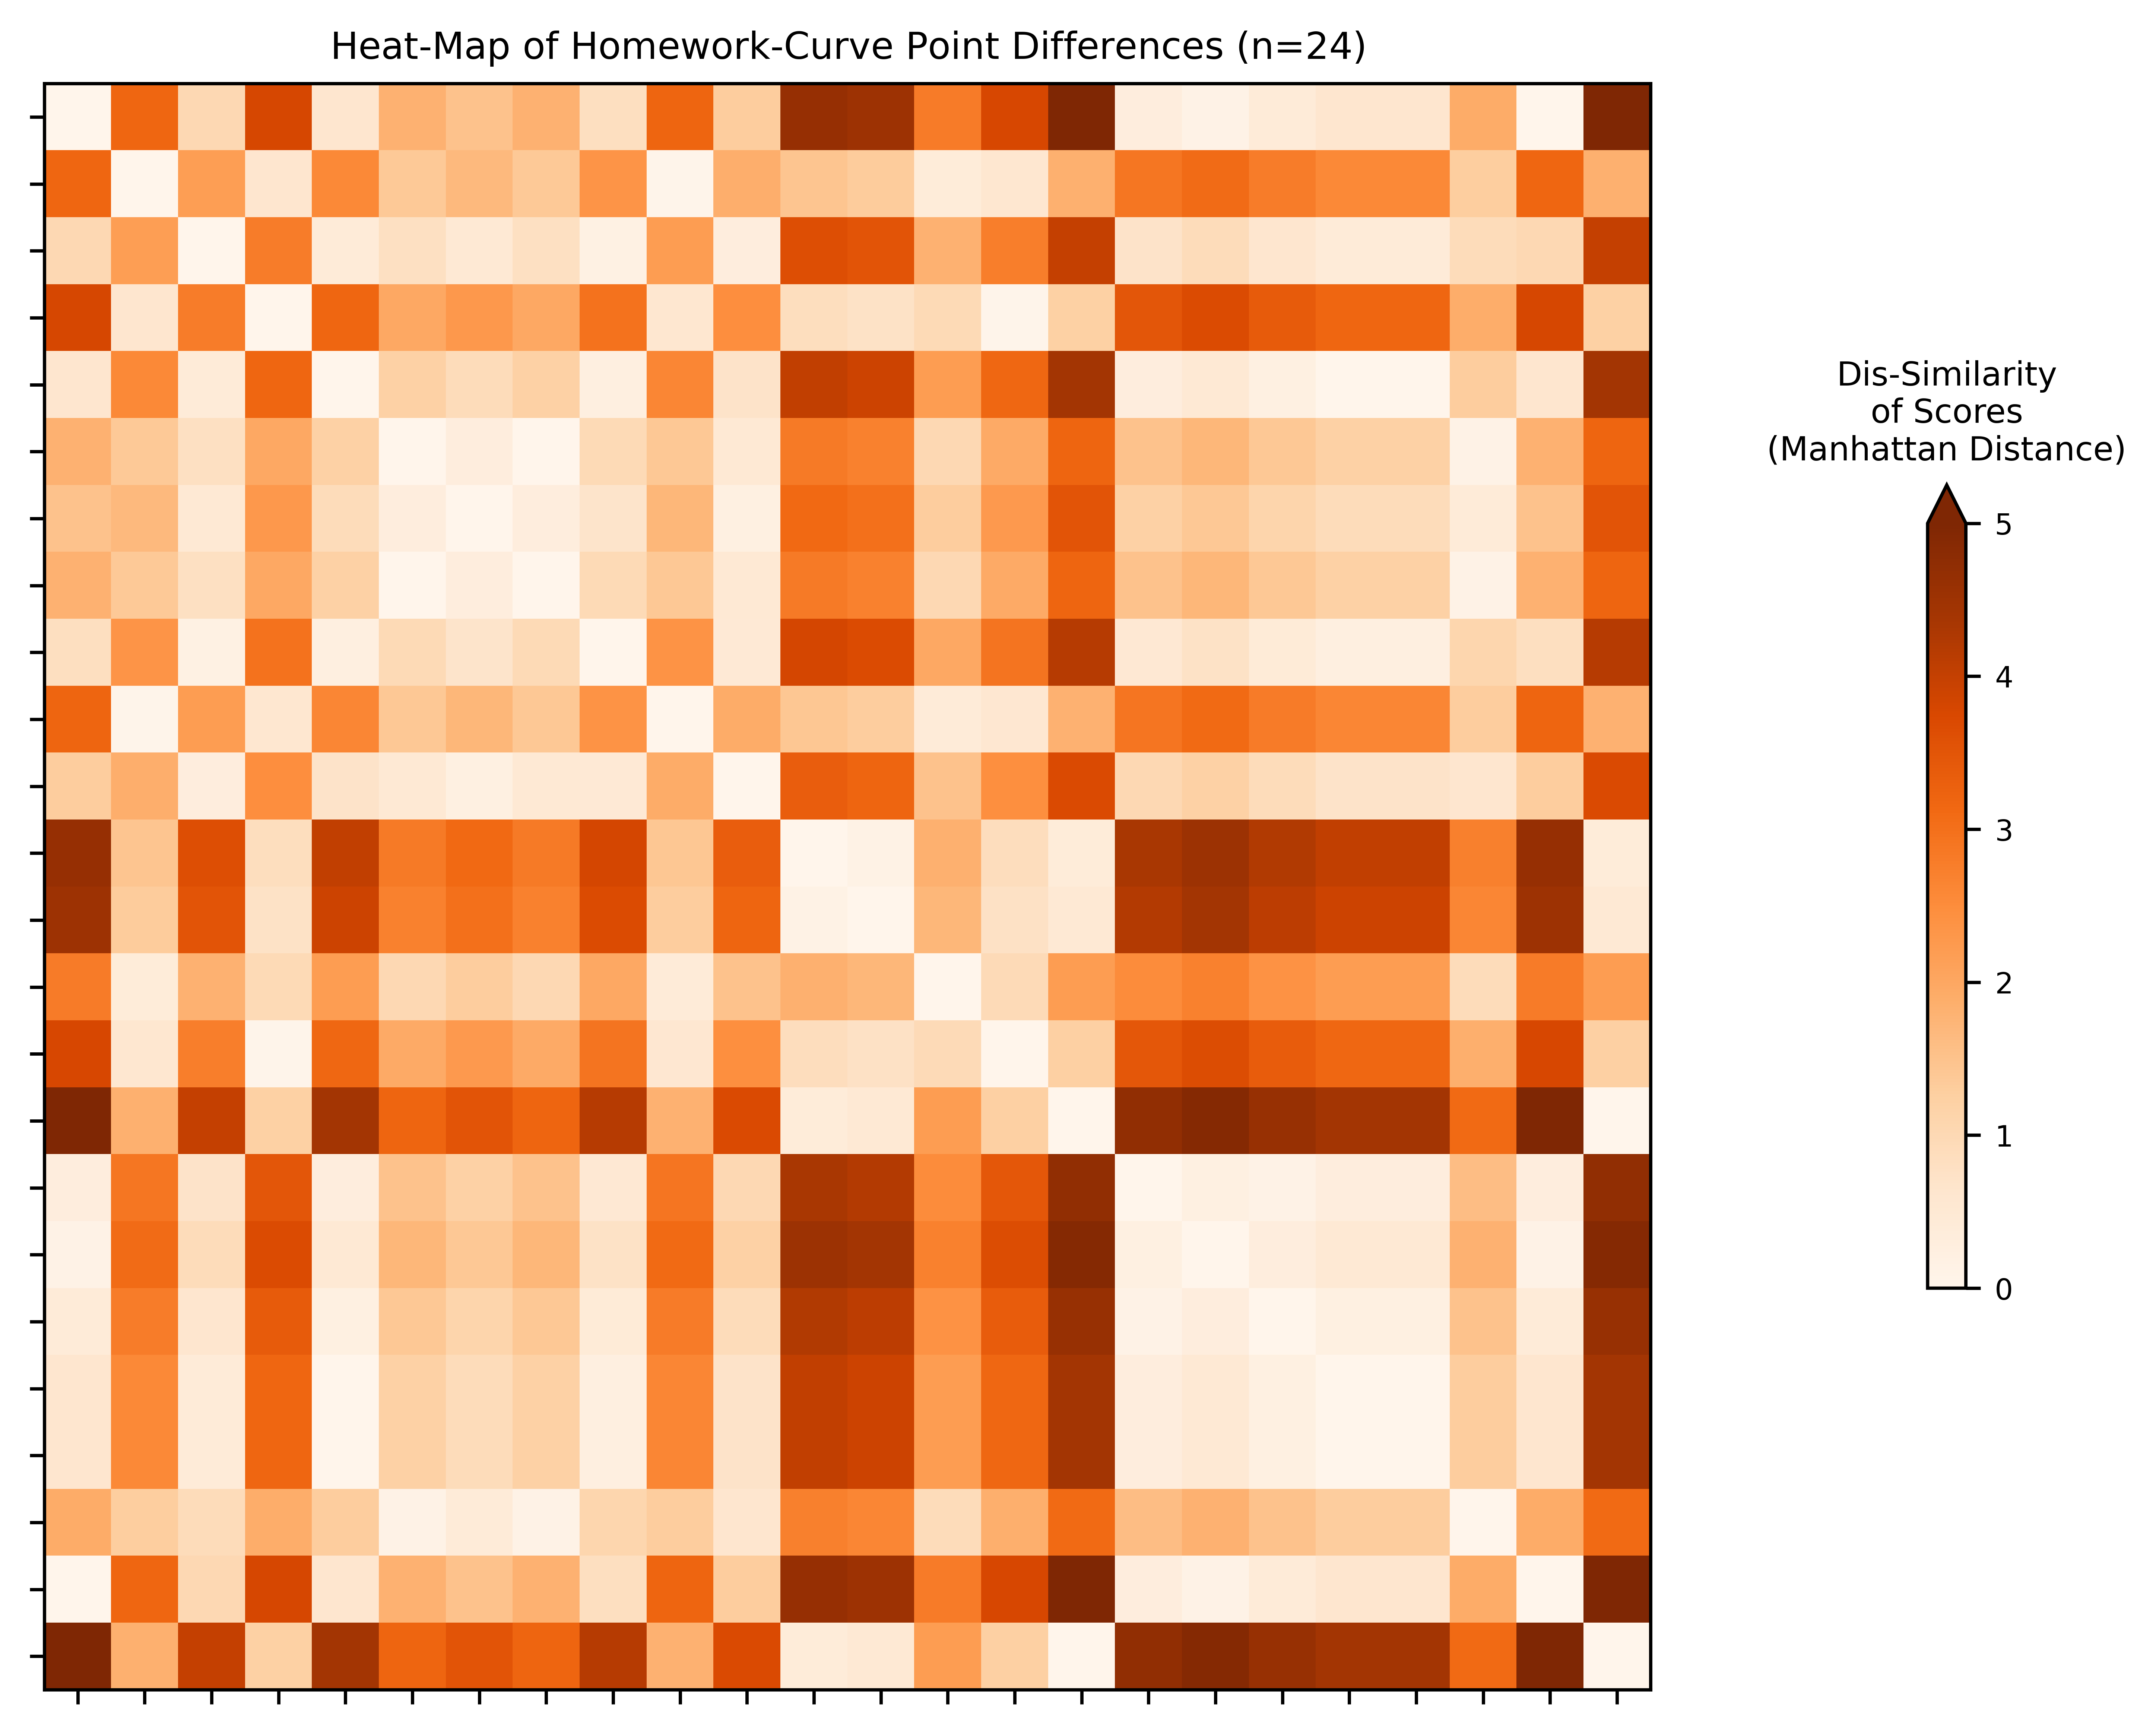 Heat-Map of Homework-Curve Point Differences (n=24)
Dis-Similarity
of Scores
(Manhattan Distance)
5
4
3
2
1
0